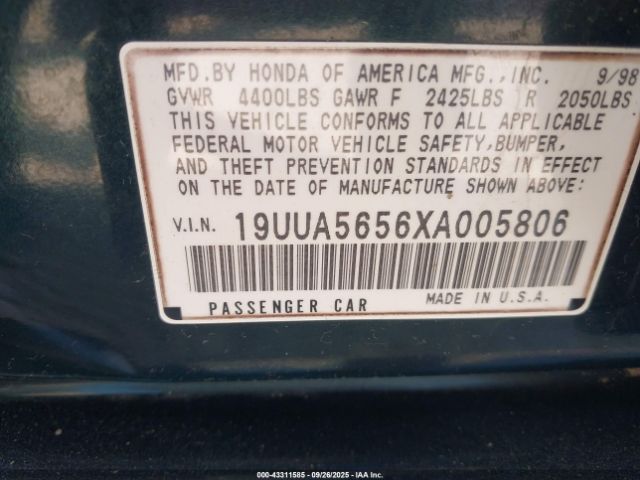 MFD.BY HONDA OF AMERICA MFG.,INC. 9/98
GVWR 4400LBS GAWR F 2425LBS R 2050LBS
THIS VEHICLE CONFORMS TO ALL APPLICABLE
FEDERAL MOTOR VEHICLE SAFETY,BUMPER,
AND THEFT PREVENTION STANDARDS IN EFFECT
ON THE DATE OF MANUFACTURE SHOWN ABOVE:
V.I.N. 19UUA5656XA005806
PASSENGER CAR MADE IN U.S.A.
000-43311585 - 09/26/2025 - IAA Inc.